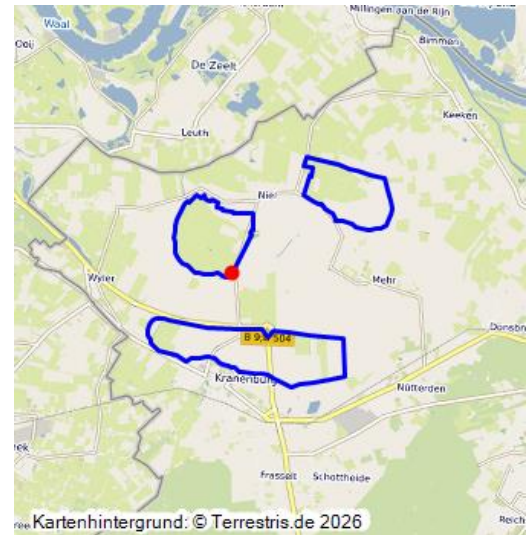 Millingen aan de Rijn
Waal
Ooij
Bimmen
De Zeelt
Keeken
Leuth
Niel
Wyler
Mehr
Donsbr
B 9; B 504
Kranenburg
Nütterden
Frasselt
Schottheide
eek
Reich
Kartenhintergrund: © Terrestris.de 2026